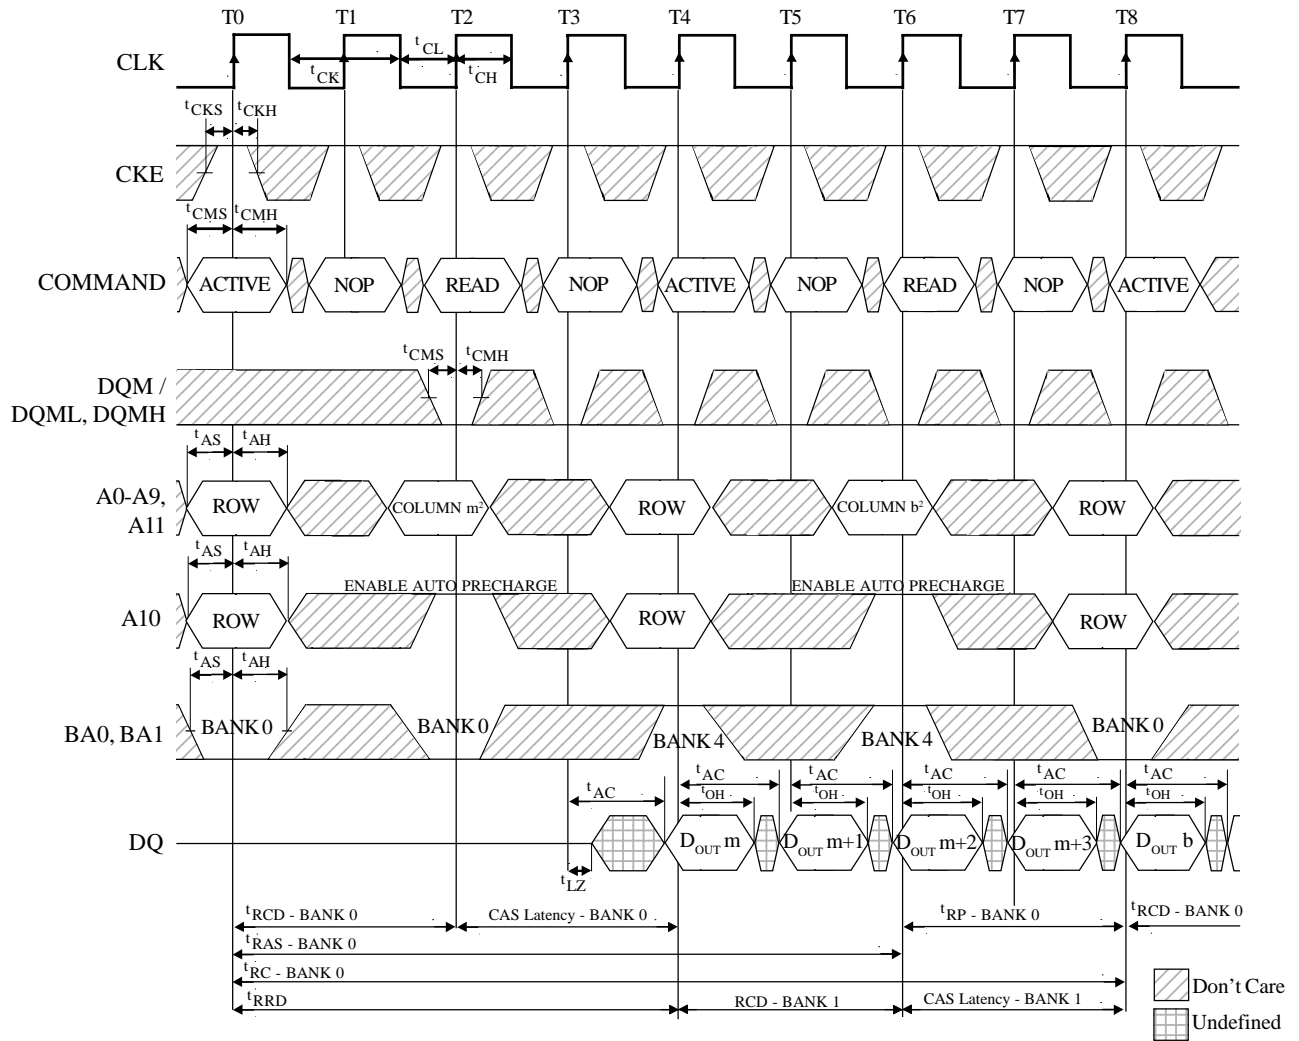 T0 T1 T2 T3 T4 T5 T6 T7 T8
CLK
tCK tCL tCH
tCKS tCKH
CKE
tCMS tCMH
COMMAND ACTIVE NOP READ NOP ACTIVE NOP READ NOP ACTIVE
tCMS tCMH
DQM /
DQML, DQMH
tAS tAH
A0-A9,
A11
ROW COLUMN m² ROW COLUMN b² ROW
tAS tAH
ENABLE AUTO PRECHARGE ENABLE AUTO PRECHARGE
A10 ROW ROW ROW
tAS tAH
BA0, BA1 BANK 0 BANK 0 BANK 4 BANK 4 BANK 0
tAC tAC tAC tAC tAC tAC
tOH tOH tOH tOH tOH
DQ DOUT m DOUT m+1 DOUT m+2 DOUT m+3 DOUT b
tLZ
tRCD - BANK 0 CAS Latency - BANK 0 tRP - BANK 0 tRCD - BANK 0
tRAS - BANK 0
tRC - BANK 0
tRRD RCD - BANK 1 CAS Latency - BANK 1
Don't Care
Undefined